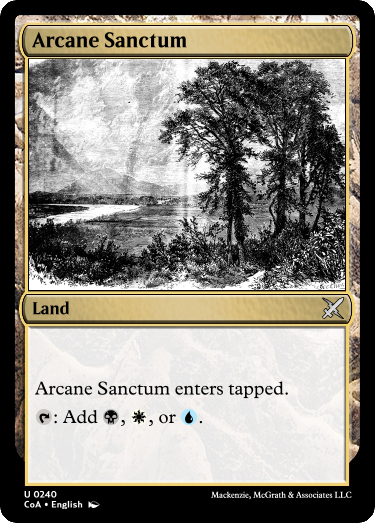 Arcane Sanctum
Land
Arcane Sanctum enters tapped.
: Add , , or .
U 0240
CoA • English
Mackenzie, McGrath & Associates LLC